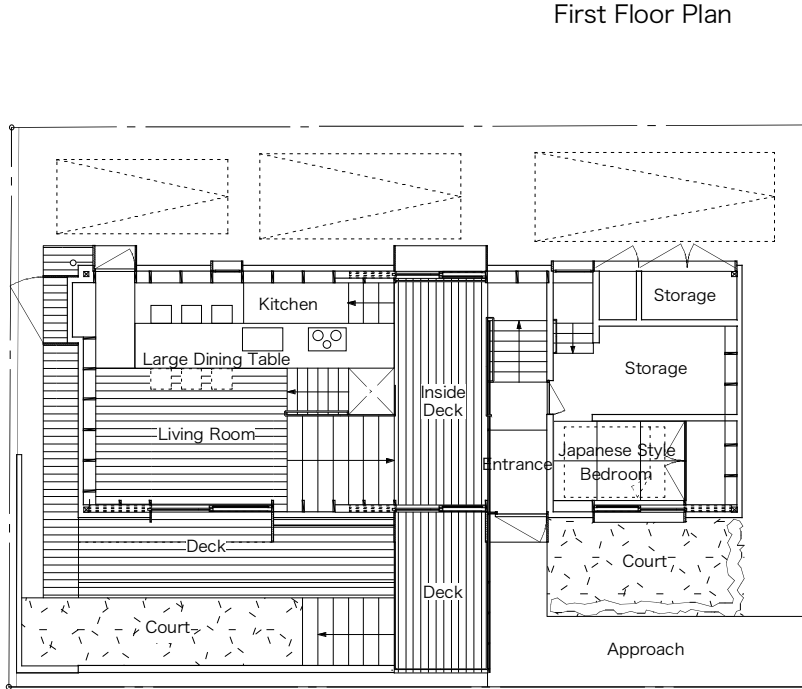 First Floor Plan
Kitchen
Storage
Large Dining Table
Storage
Inside
Deck
Living Room
Entrance
Japanese Style
Bedroom
Deck
Court
Deck
Court
Approach